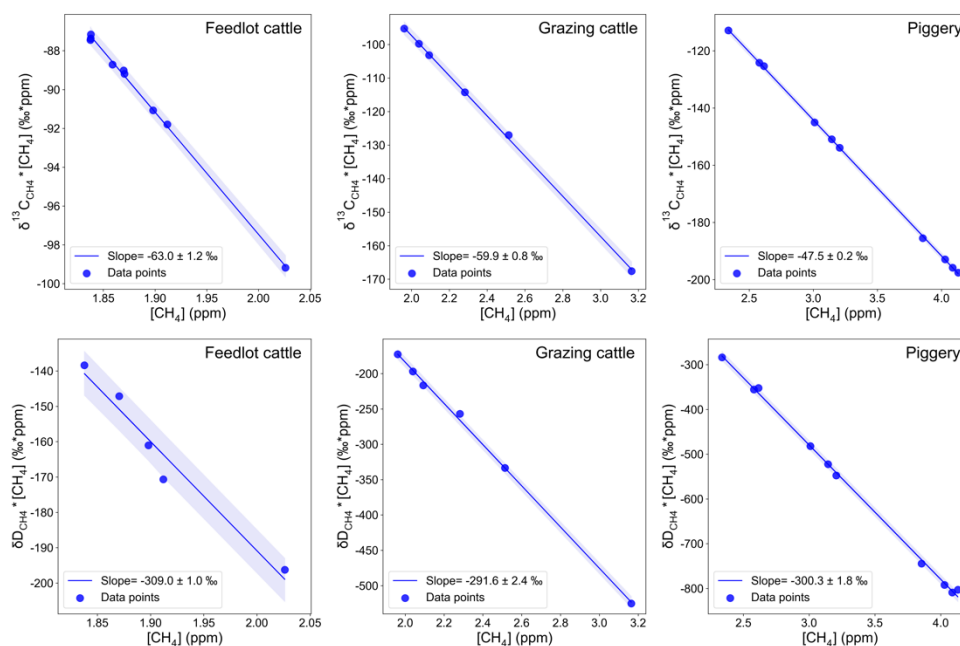 Feedlot cattle
δ¹³C_CH4 * [CH₄] (‰*ppm)
-88
-90
-92
-94
-96
-98
-100
Slope= -63.0 ± 1.2 ‰
Data points
1.85 1.90 1.95 2.00 2.05
[CH₄] (ppm)
Grazing cattle
δ¹³C_CH4 * [CH₄] (‰*ppm)
-100
-110
-120
-130
-140
-150
-160
-170
Slope= -59.9 ± 0.8 ‰
Data points
2.0 2.2 2.4 2.6 2.8 3.0 3.2
[CH₄] (ppm)
Piggery
δ¹³C_CH4 * [CH₄] (‰*ppm)
-120
-140
-160
-180
-200
Slope= -47.5 ± 0.2 ‰
Data points
2.5 3.0 3.5 4.0
[CH₄] (ppm)
Feedlot cattle
δD_CH4 * [CH₄] (‰*ppm)
-140
-150
-160
-170
-180
-190
-200
Slope= -309.0 ± 1.0 ‰
Data points
1.85 1.90 1.95 2.00 2.05
[CH₄] (ppm)
Grazing cattle
δD_CH4 * [CH₄] (‰*ppm)
-200
-250
-300
-350
-400
-450
-500
Slope= -291.6 ± 2.4 ‰
Data points
2.0 2.2 2.4 2.6 2.8 3.0 3.2
[CH₄] (ppm)
Piggery
δD_CH4 * [CH₄] (‰*ppm)
-300
-400
-500
-600
-700
-800
Slope= -300.3 ± 1.8 ‰
Data points
2.5 3.0 3.5 4.0
[CH₄] (ppm)